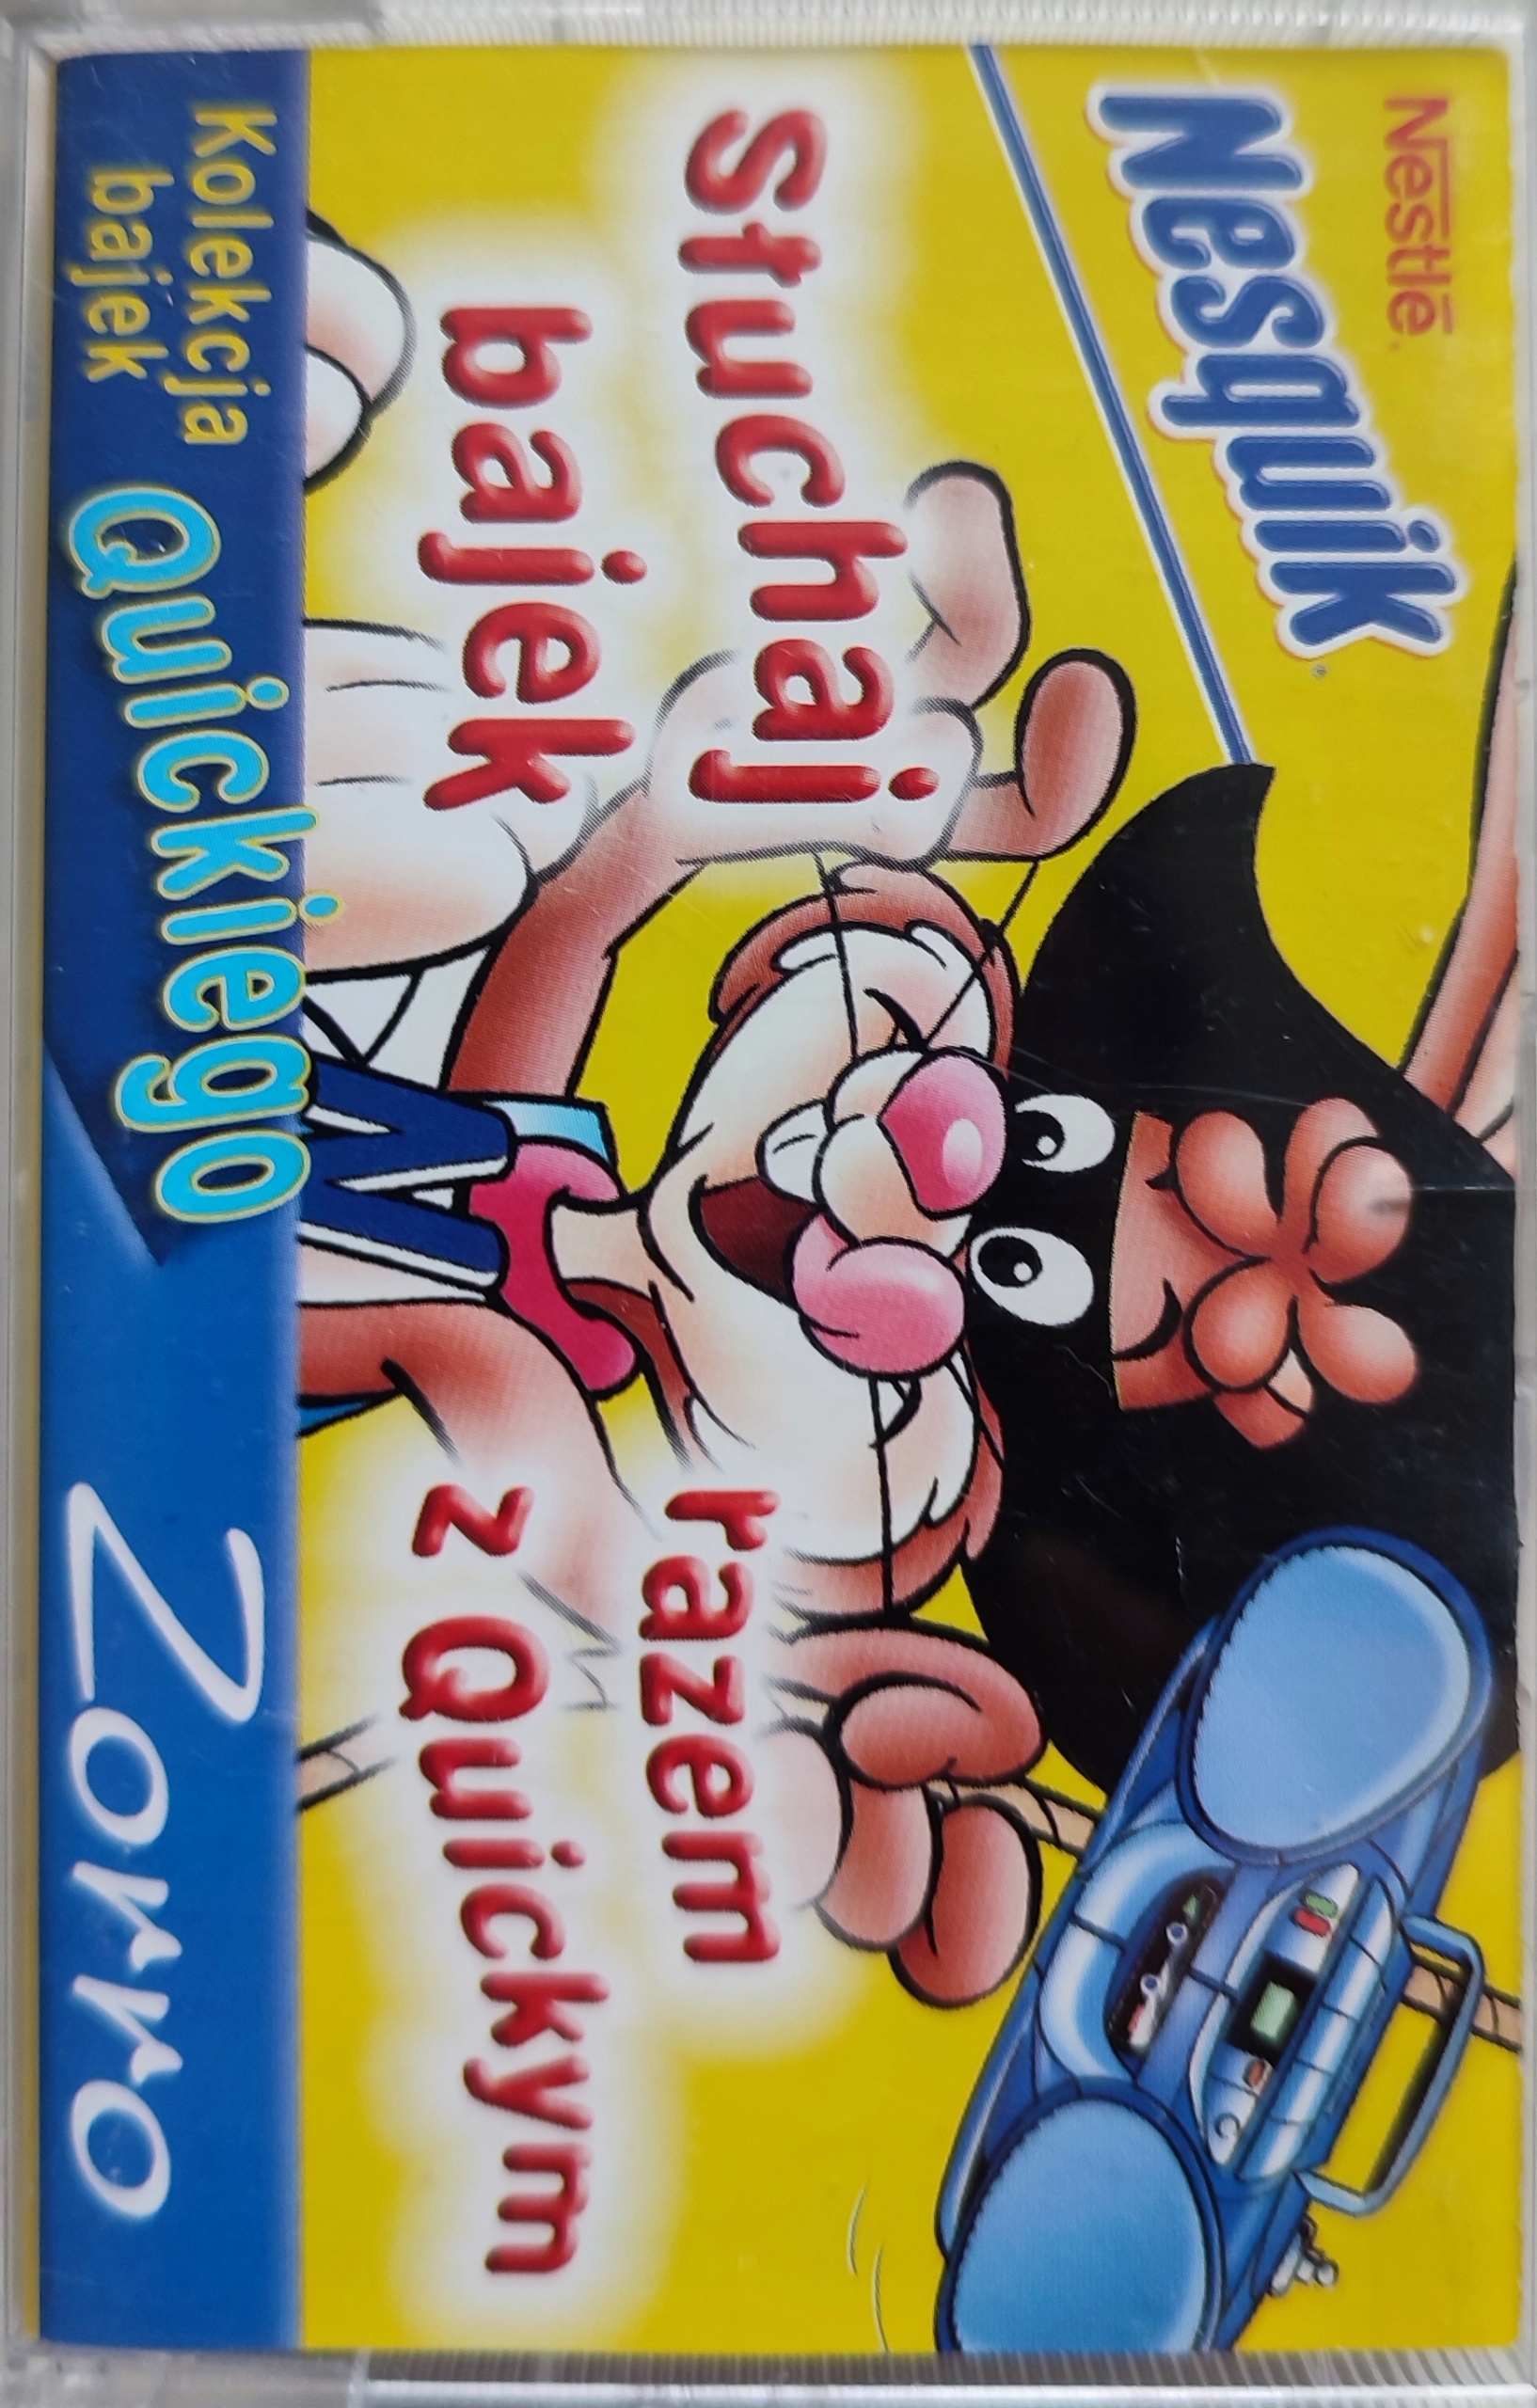 Nestlé
Nesquik
Słuchaj
bajek
razem
z Quickym
Kolekcja
bajek
Quickiego
Zorro